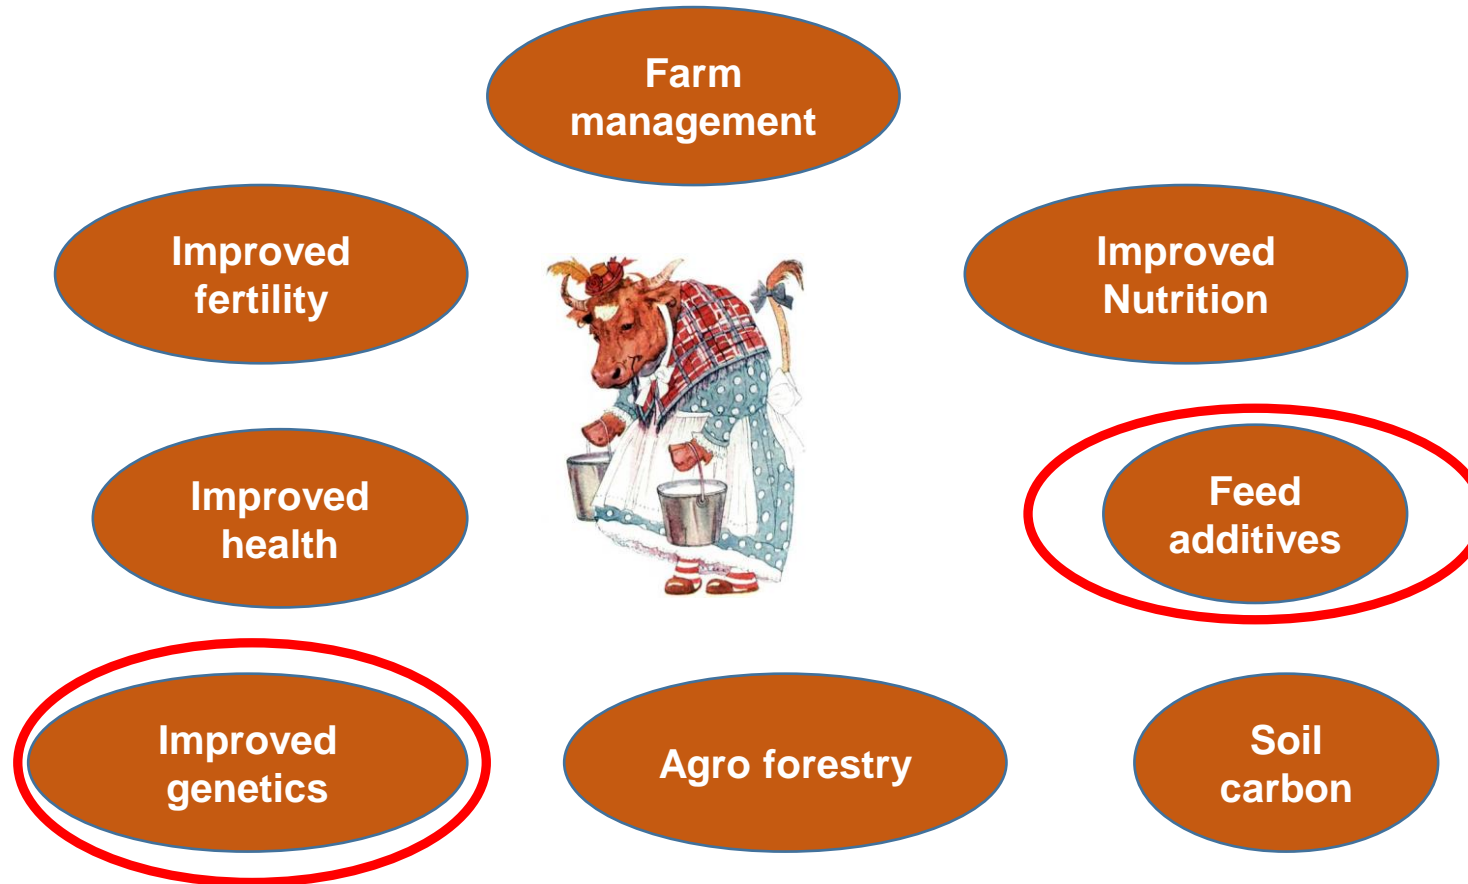 Farm
management
Improved
fertility
Improved
Nutrition
Improved
health
Feed
additives
Improved
genetics
Agro forestry
Soil
carbon